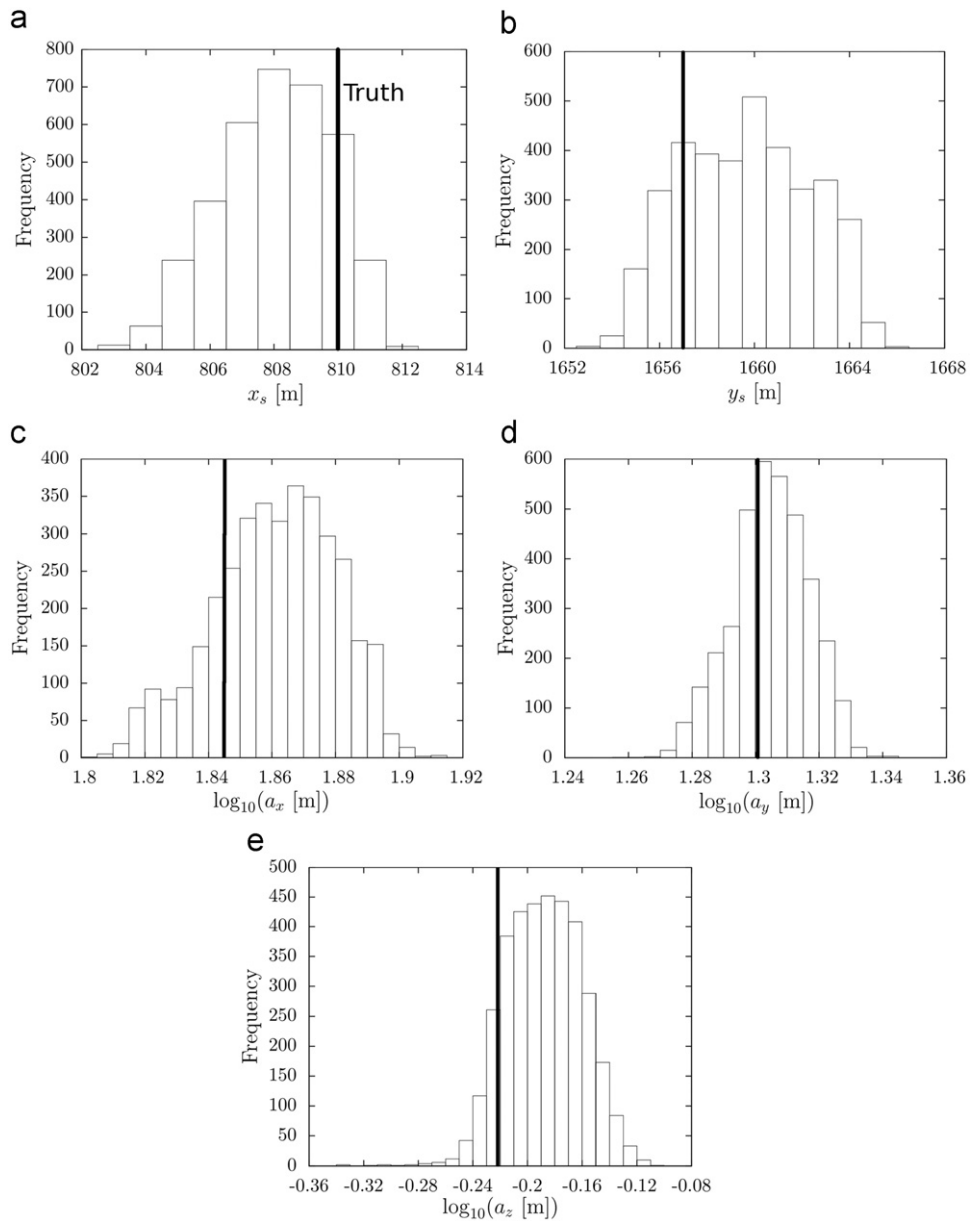 a
800
700
600
500
400
300
200
100
0
Frequency
Truth
802 804 806 808 810 812 814
x_s [m]
b
600
500
400
300
200
100
0
Frequency
1652 1656 1660 1664 1668
y_s [m]
c
400
350
300
250
200
150
100
50
0
Frequency
1.8 1.82 1.84 1.86 1.88 1.9 1.92
log_10(a_x [m])
d
600
500
400
300
200
100
0
Frequency
1.24 1.26 1.28 1.3 1.32 1.34 1.36
log_10(a_y [m])
e
500
450
400
350
300
250
200
150
100
50
0
Frequency
-0.36 -0.32 -0.28 -0.24 -0.2 -0.16 -0.12 -0.08
log_10(a_z [m])